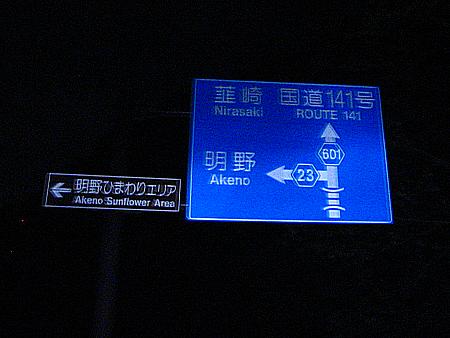 韮崎 国道141号
Nirasaki ROUTE 141
601
明野
Akeno
23
明野ひまわりエリア
Akeno Sunflower Area